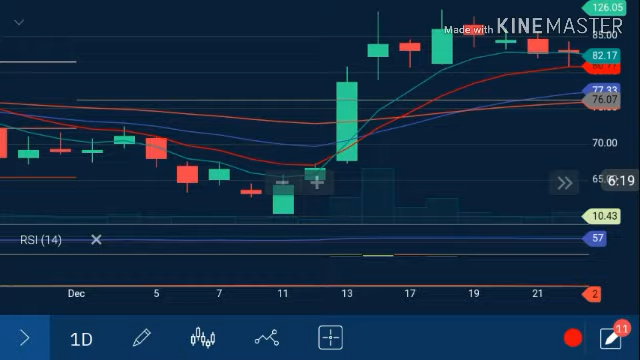 126.05
Made with KINEMASTER
85.00
82.17
77.33
76.07
70.00
6:19
10.43
RSI (14)
57
Dec 5 7 11 13 17 19 21
2
1D
11